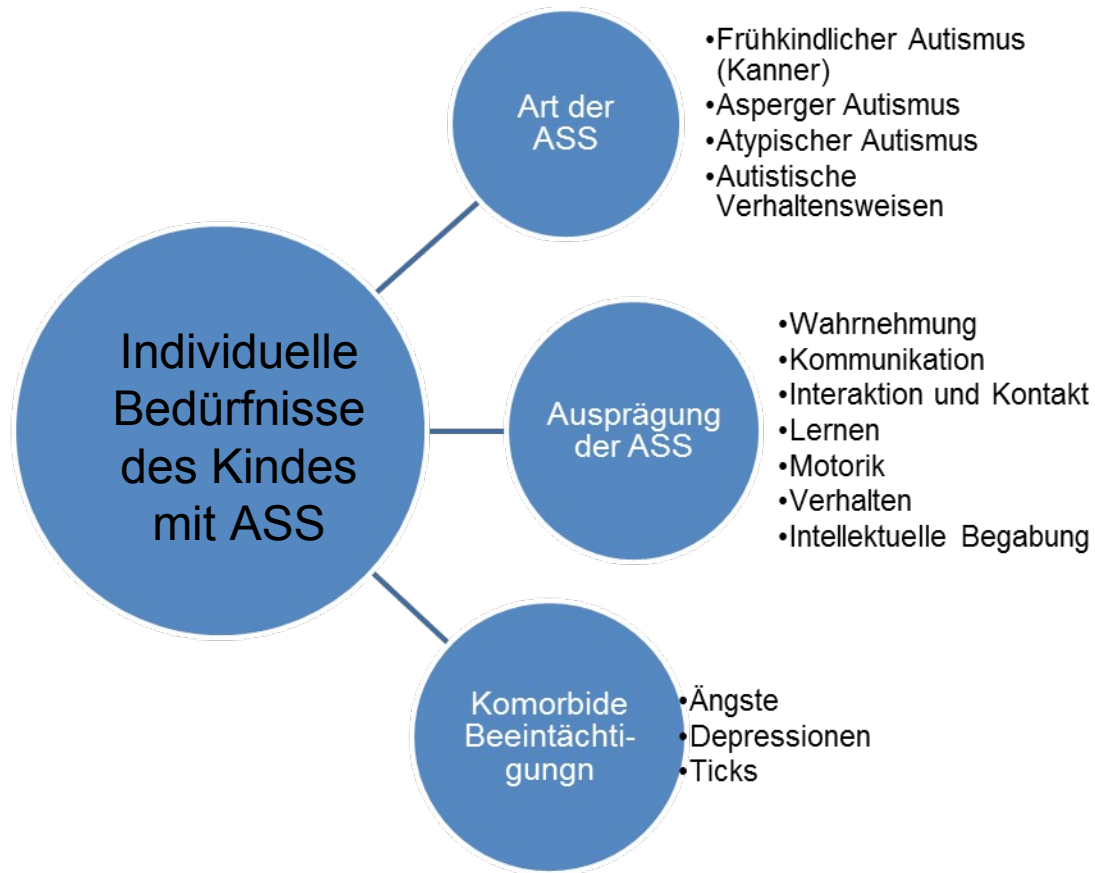 Individuelle
Bedürfnisse
des Kindes
mit ASS
Art der
ASS
•Frühkindlicher Autismus
(Kanner)
•Asperger Autismus
•Atypischer Autismus
•Autistische
Verhaltensweisen
Ausprägung
der ASS
•Wahrnehmung
•Kommunikation
•Interaktion und Kontakt
•Lernen
•Motorik
•Verhalten
•Intellektuelle Begabung
Komorbide
Beeintächti-
gungn
•Ängste
•Depressionen
•Ticks